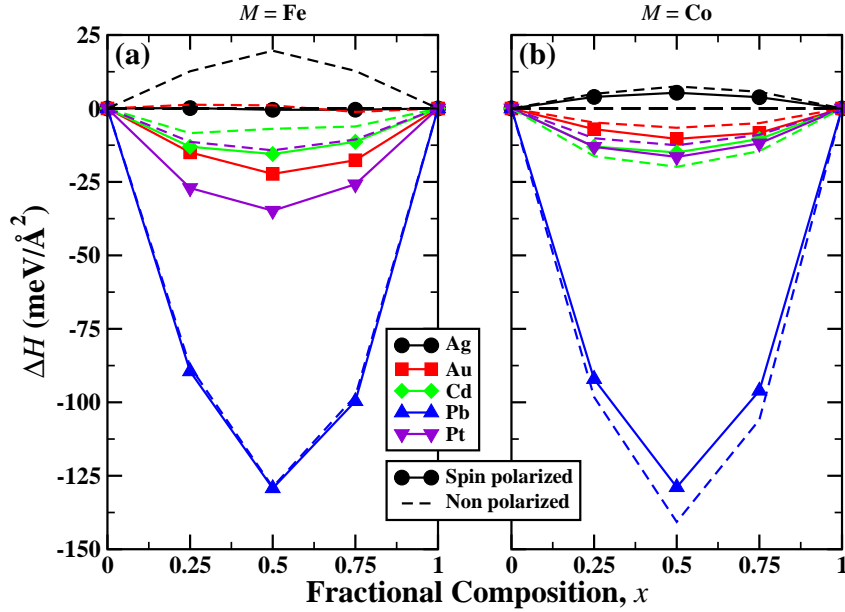 M = Fe
M = Co
(a)
(b)
ΔH (meV/Å²)
25
0
-25
-50
-75
-100
-125
-150
Ag
Au
Cd
Pb
Pt
Spin polarized
Non polarized
0 0.25 0.5 0.75 1
0 0.25 0.5 0.75 1
Fractional Composition, x